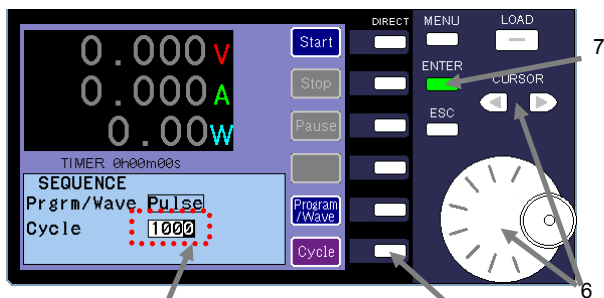 DIRECT MENU LOAD
0.000V Start
7
ENTER
0.000A Stop CURSOR
ESC
0.00W Pause
TIMER 0h00m00s
SEQUENCE
Prgrm/Wave Pulse Program
/Wave
Cycle 1000 Cycle
6